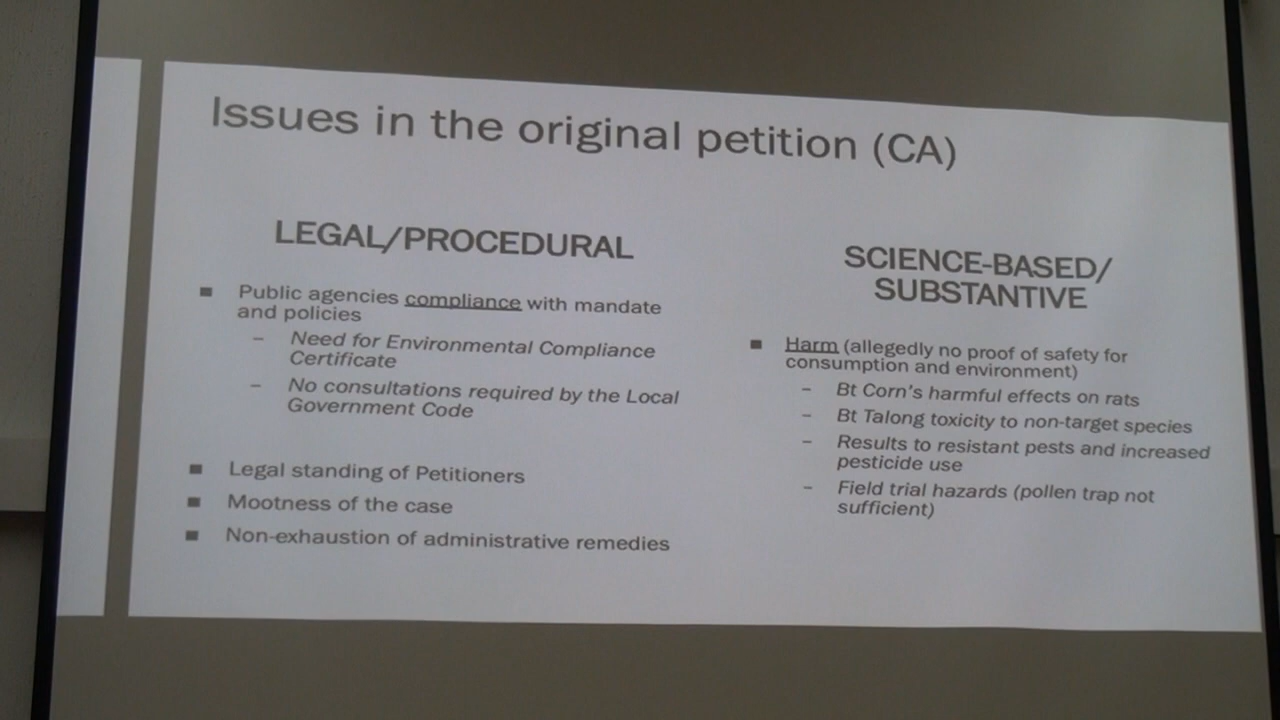 Issues in the original petition (CA)
LEGAL/PROCEDURAL
■ Public agencies compliance with mandate
and policies
– Need for Environmental Compliance
Certificate
– No consultations required by the Local
Government Code
■ Legal standing of Petitioners
■ Mootness of the case
■ Non-exhaustion of administrative remedies
SCIENCE-BASED/
SUBSTANTIVE
■ Harm (allegedly no proof of safety for
consumption and environment)
– Bt Corn's harmful effects on rats
– Bt Talong toxicity to non-target species
– Results to resistant pests and increased
pesticide use
– Field trial hazards (pollen trap not
sufficient)